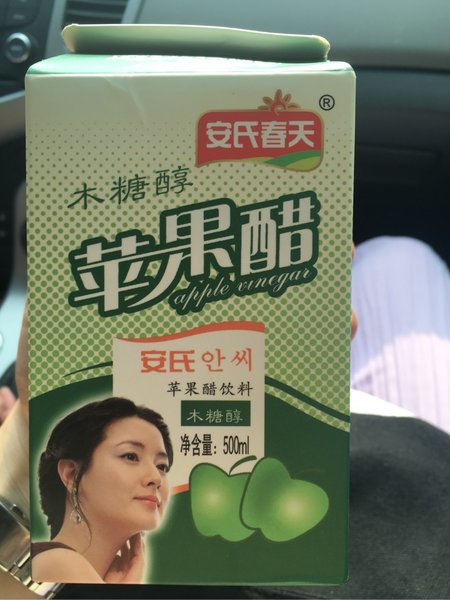 安氏春天®
木糖醇
苹果醋
apple vinegar
安氏안씨
苹果醋饮料
木糖醇
净含量：500ml